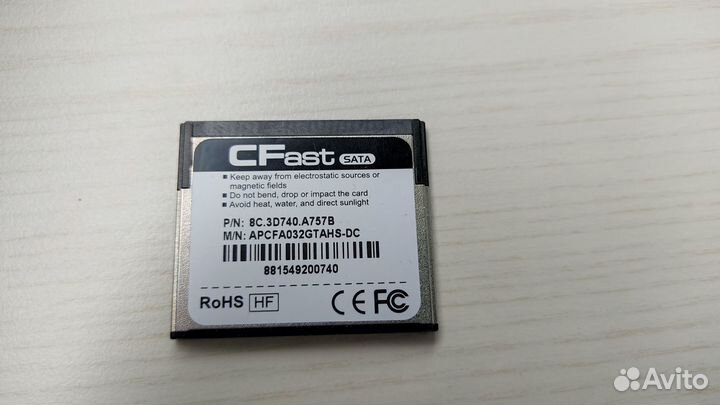 CFast SATA
■ Keep away from electrostatic sources or
magnetic fields
■ Do not bend, drop or impact the card
■ Avoid heat, water, and direct sunlight
P/N: 8C.3D740.A757B
M/N: APCFA032GTAHS-DC
881549200740
RoHS HF CE FC
Avito